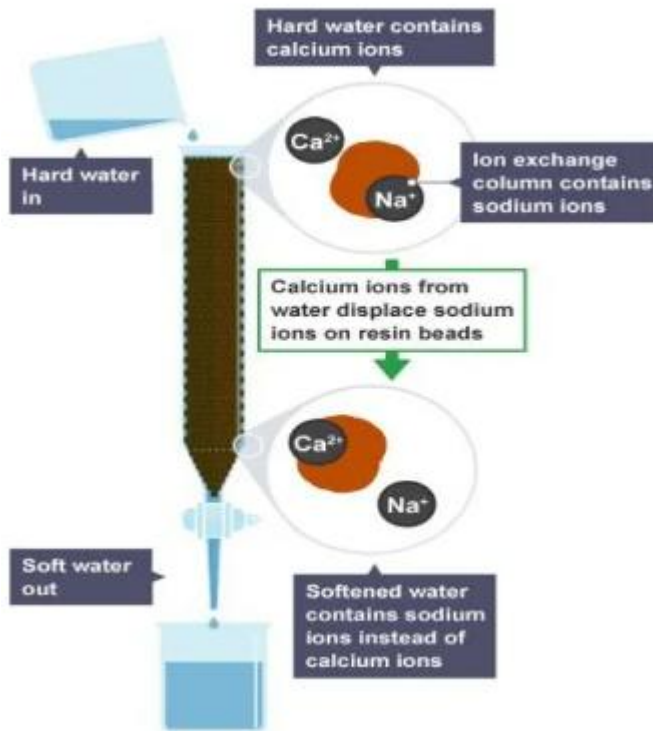 Hard water contains
calcium ions
Ca²⁺
Na⁺
Hard water
in
Ion exchange
column contains
sodium ions
Calcium ions from
water displace sodium
ions on resin beads
Ca²⁺
Na⁺
Soft water
out
Softened water
contains sodium
ions instead of
calcium ions